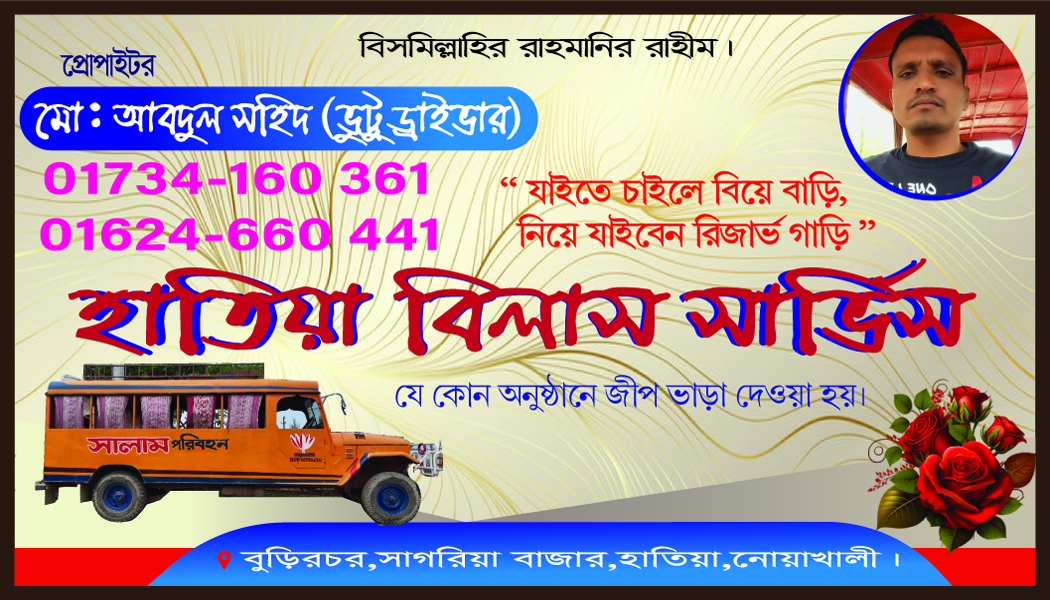 বিসমিল্লাহির রাহমানির রাহীম।
প্রোপাইটর
মো: আবদুল সহিদ (ভুট্টু ড্রাইভার)
01734-160 361
01624-660 441
“ যাইতে চাইলে বিয়ে বাড়ি,
নিয়ে যাইবেন রিজার্ভ গাড়ি ”
হাতিয়া বিলাস সার্ভিস
যে কোন অনুষ্ঠানে জীপ ভাড়া দেওয়া হয়।
সালাম পরিবহন
বুড়িরচর,সাগরিয়া বাজার,হাতিয়া,নোয়াখালী ।